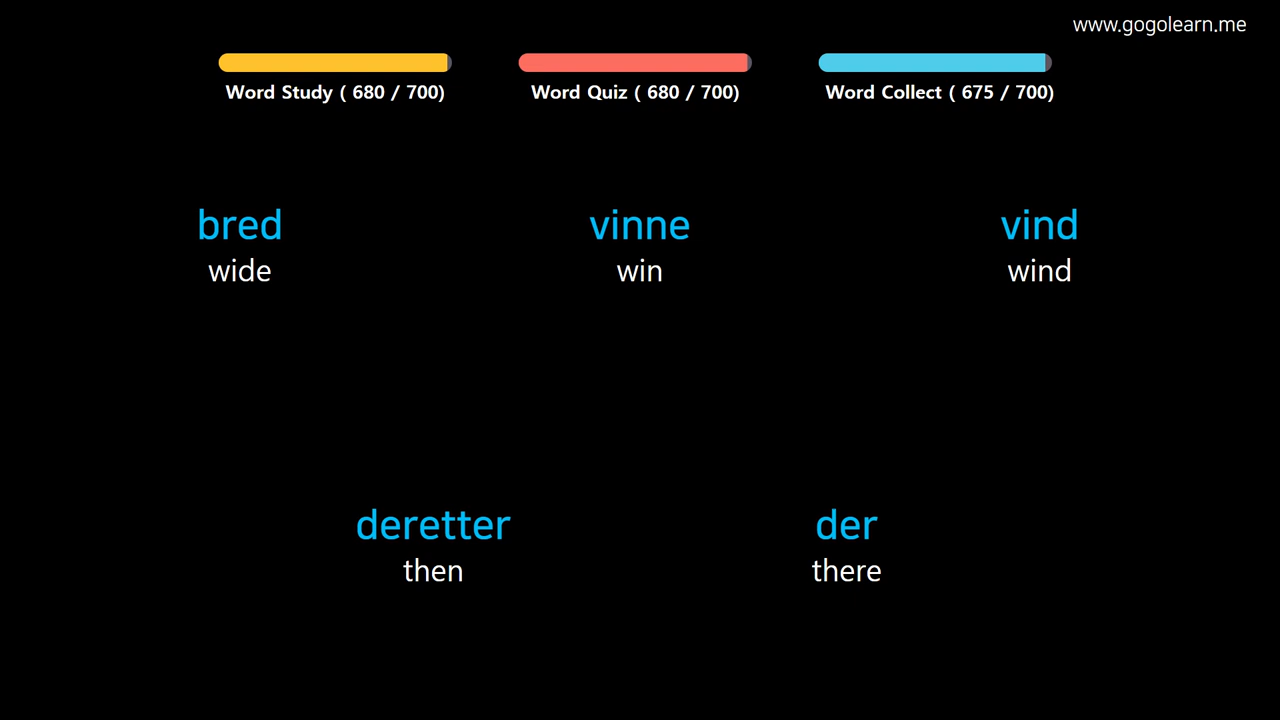 www.gogolearn.me
Word Study ( 680 / 700)
Word Quiz ( 680 / 700)
Word Collect ( 675 / 700)
bred
wide
vinne
win
vind
wind
deretter
then
der
there